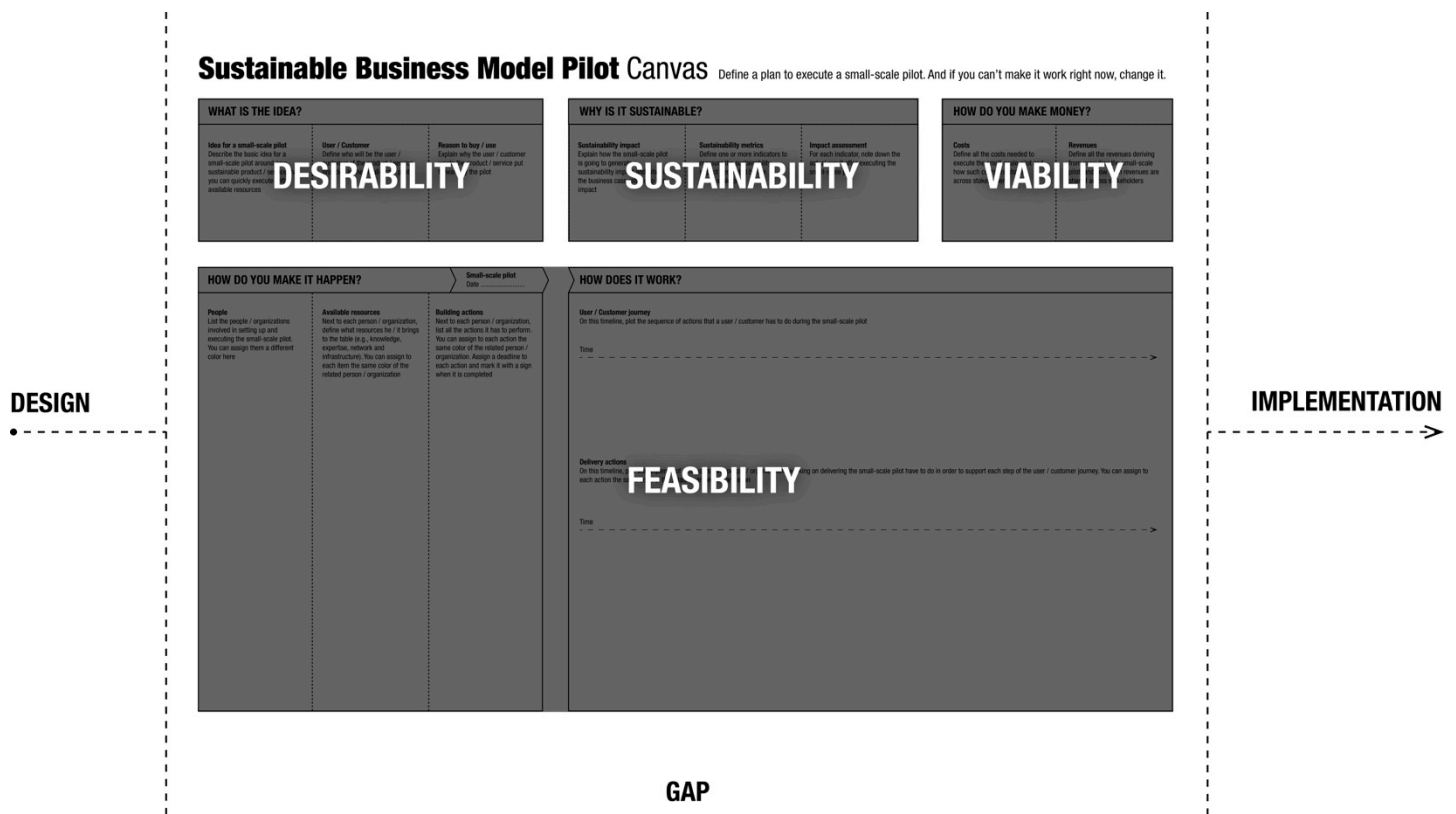 Sustainable Business Model Pilot Canvas Define a plan to execute a small-scale pilot. And if you can't make it work right now, change it.
WHAT IS THE IDEA?
Idea for a small-scale pilot
Describe the basic idea for a
small-scale pilot around
sustainable product /
you can quickly execute
available resources
User / Customer
Define who will be the user /
Reason to buy / use
Explain why the user / customer
product / service put
the pilot
DESIRABILITY
WHY IS IT SUSTAINABLE?
Sustainability impact
Explain how the small-scale pilot
is going to
sustainability
the business
impact
Sustainability metrics
Define one or more indicators to
Impact assessment
For each indicator, note down the
executing the
SUSTAINABILITY
HOW DO YOU MAKE MONEY?
Costs
Define all the costs needed to
execute the
how such
across
Revenues
Define all the revenues deriving
small-scale
revenues are
VIABILITY
HOW DO YOU MAKE IT HAPPEN?
Small-scale pilot
Date ......................
People
List the people / organizations
involved in setting up and
executing the small-scale pilot.
You can assign them a different
color here
Available resources
Next to each person / organization,
define what resources he / it brings
to the table (e.g., knowledge,
expertise, network and
infrastructure). You can assign to
each item the same color of the
related person / organization
Building actions
Next to each person / organization,
list all the actions it has to perform.
You can assign to each action the
same color of the related person /
organization. Assign a deadline to
each action and mark it with a sign
when it is completed
HOW DOES IT WORK?
User / Customer journey
On this timeline, plot the sequence of actions that a user / customer has to do during the small-scale pilot
Time
Delivery actions
On this timeline, on delivering the small-scale pilot have to do in order to support each step of the user / customer journey. You can assign to
each action the
FEASIBILITY
Time
DESIGN
IMPLEMENTATION
GAP